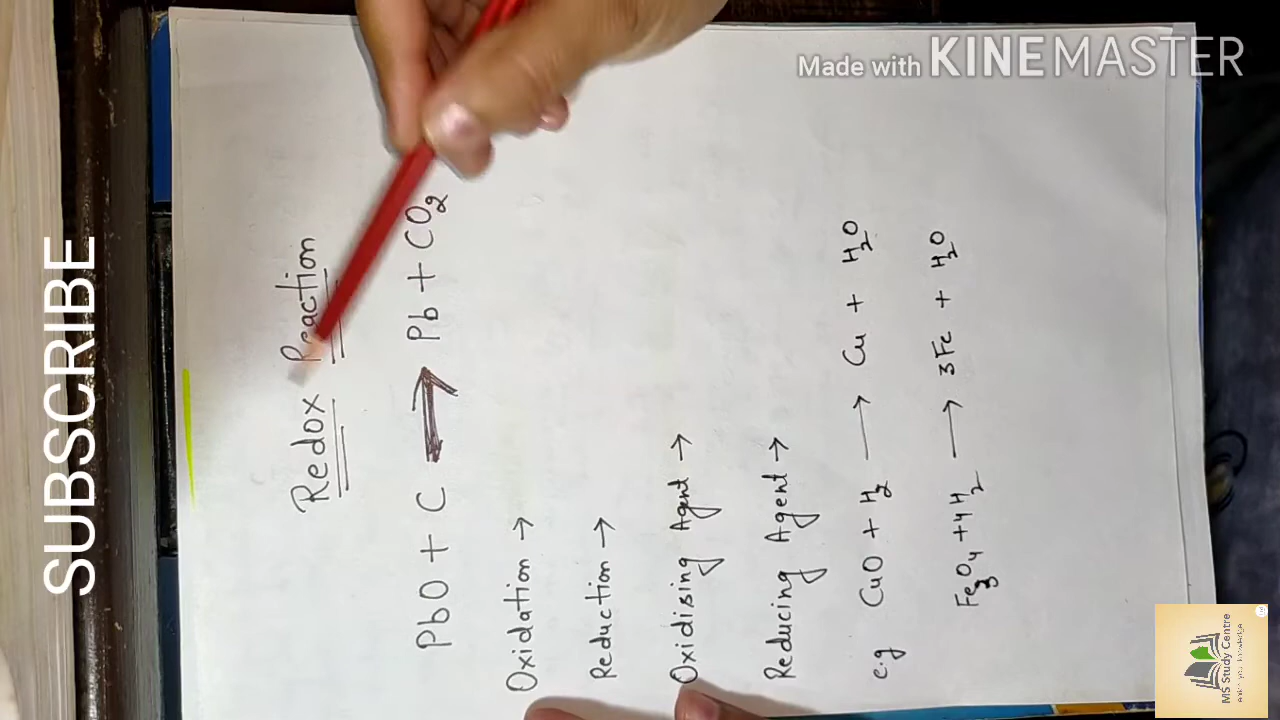 Made with KINEMASTER
SUBSCRIBE
Redox Reaction
PbO + C → Pb + CO2
Oxidation →
Reduction →
Oxidising Agent →
Reducing Agent →
e.g CuO + H2 → Cu + H2O
Fe3O4 + 4H2 → 3Fe + H2O
MS Study Centre